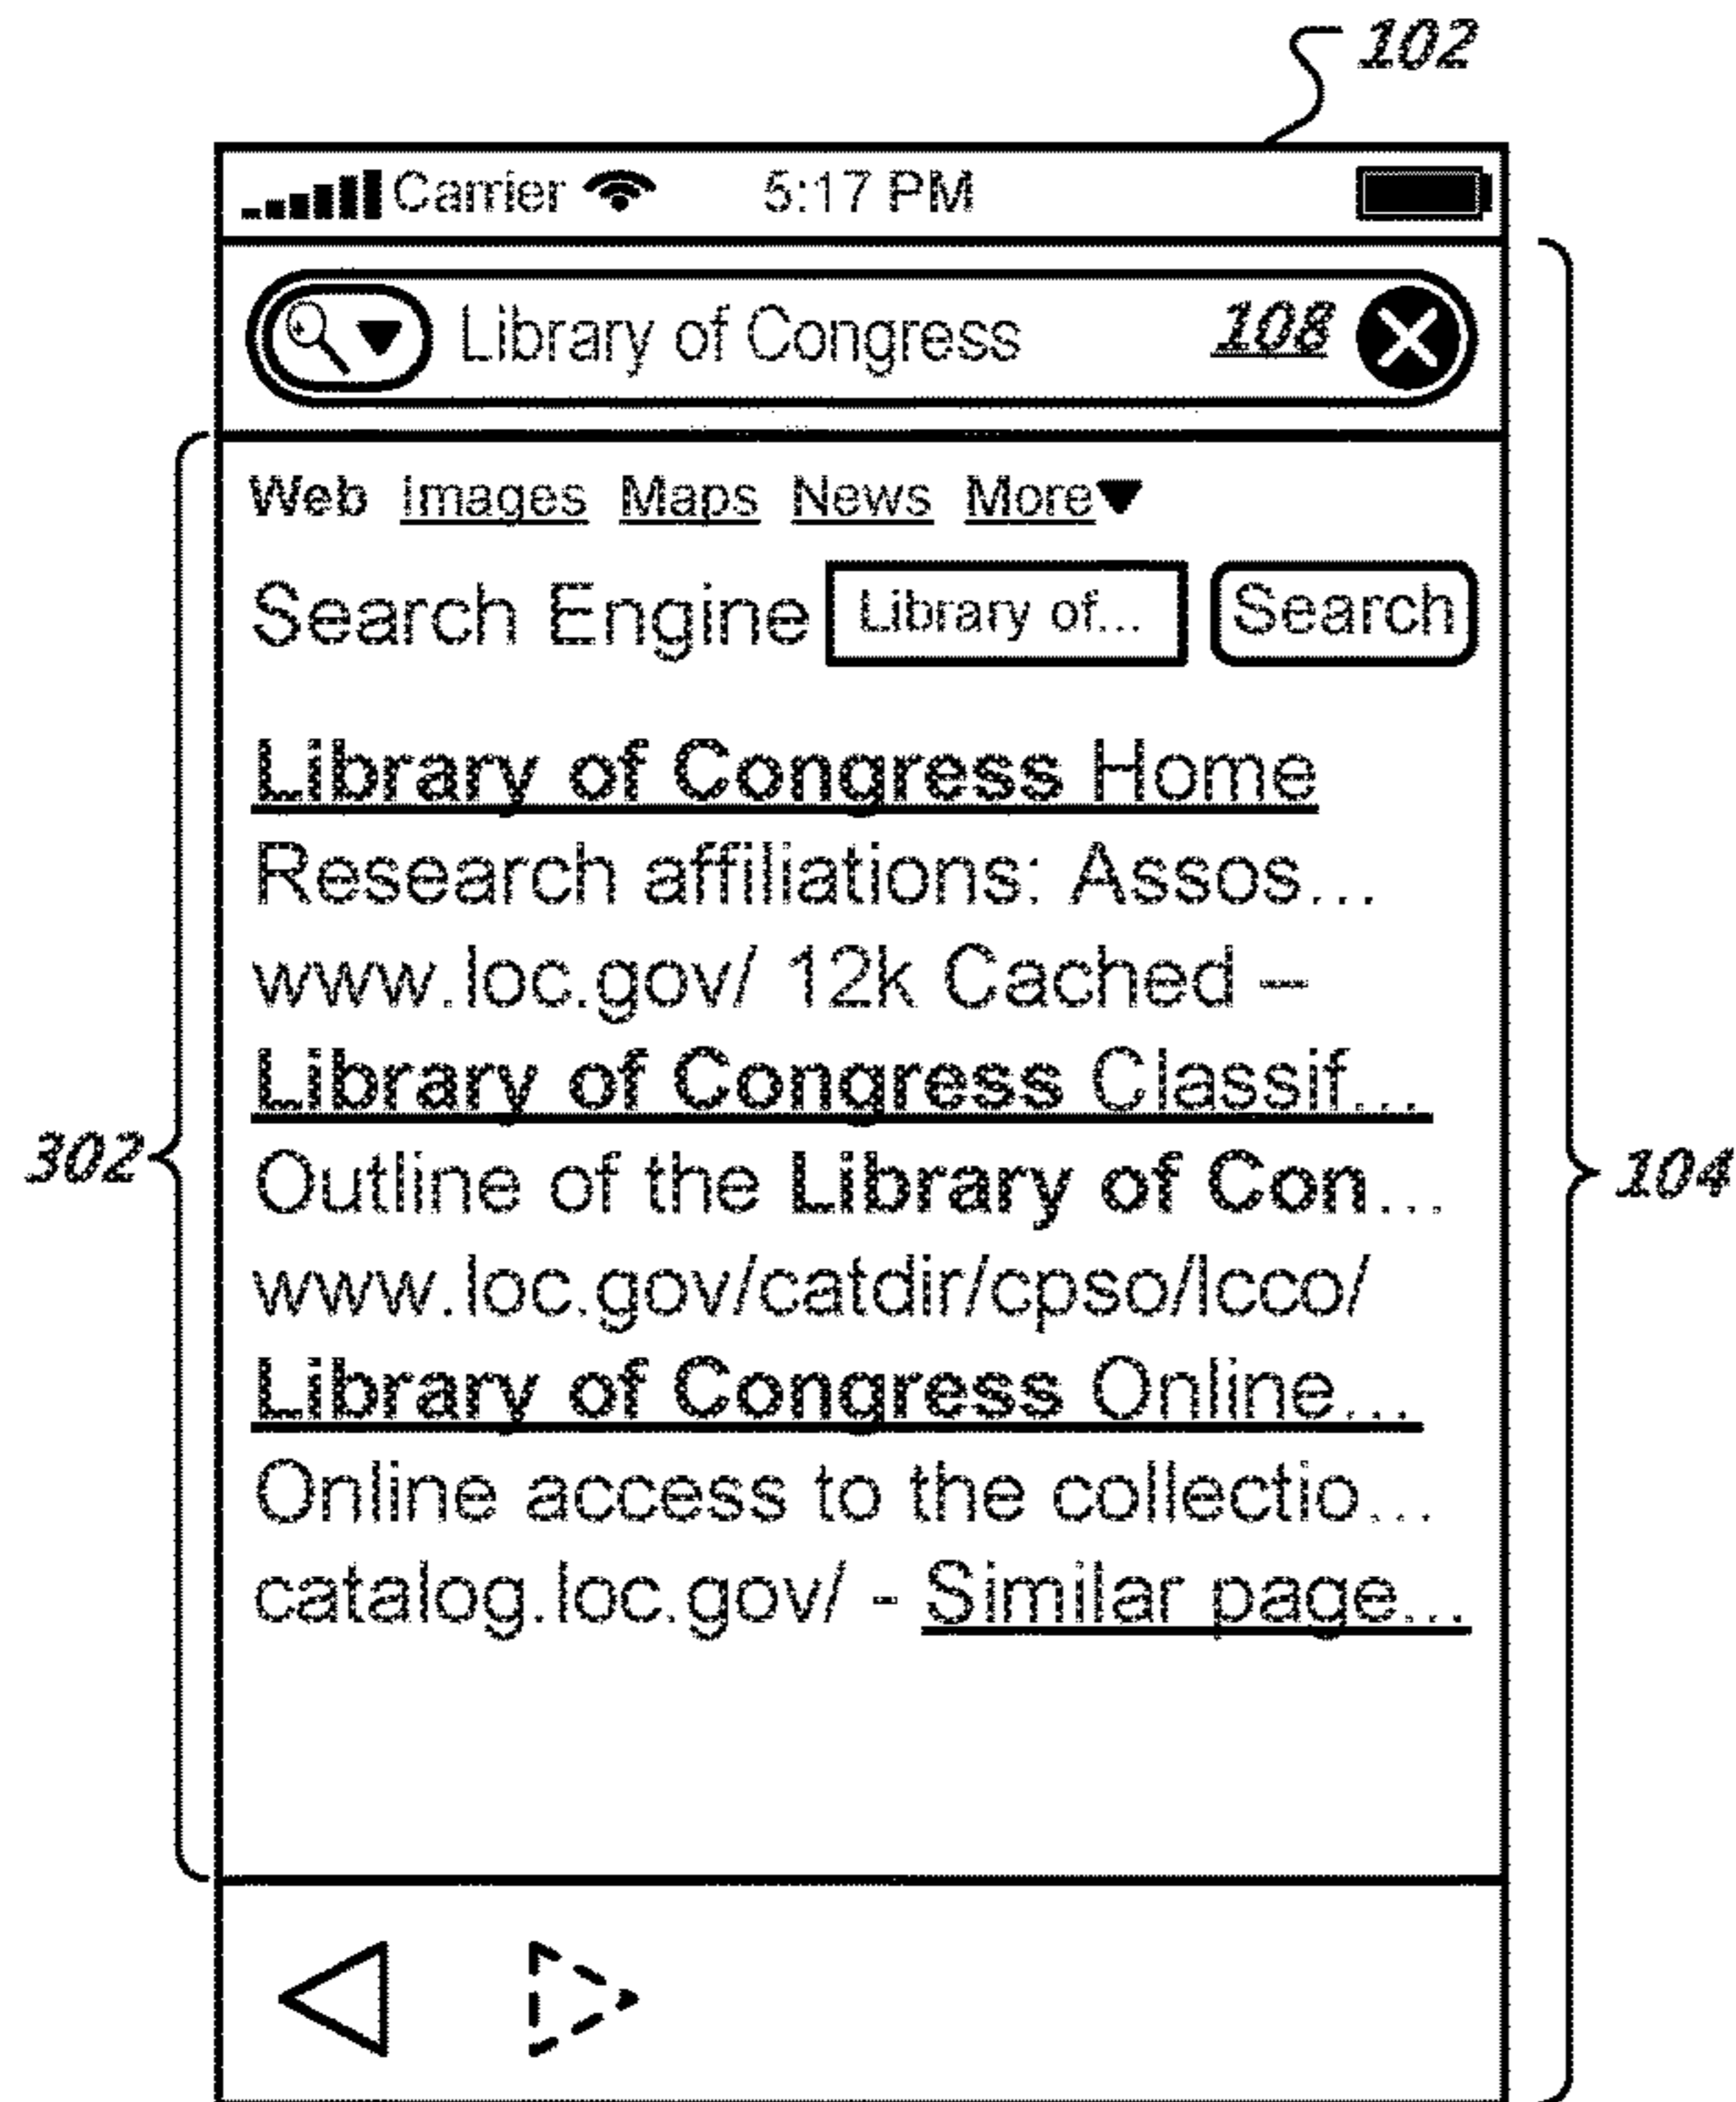 102
Carrier 5:17 PM
Library of Congress 108
Web Images Maps News More
Search Engine Library of... Search
Library of Congress Home
Research affiliations: Assos...
www.loc.gov/ 12k Cached –
Library of Congress Classif...
302
Outline of the Library of Con...
104
www.loc.gov/catdir/cpso/lcco/
Library of Congress Online...
Online access to the collectio...
catalog.loc.gov/ - Similar page...